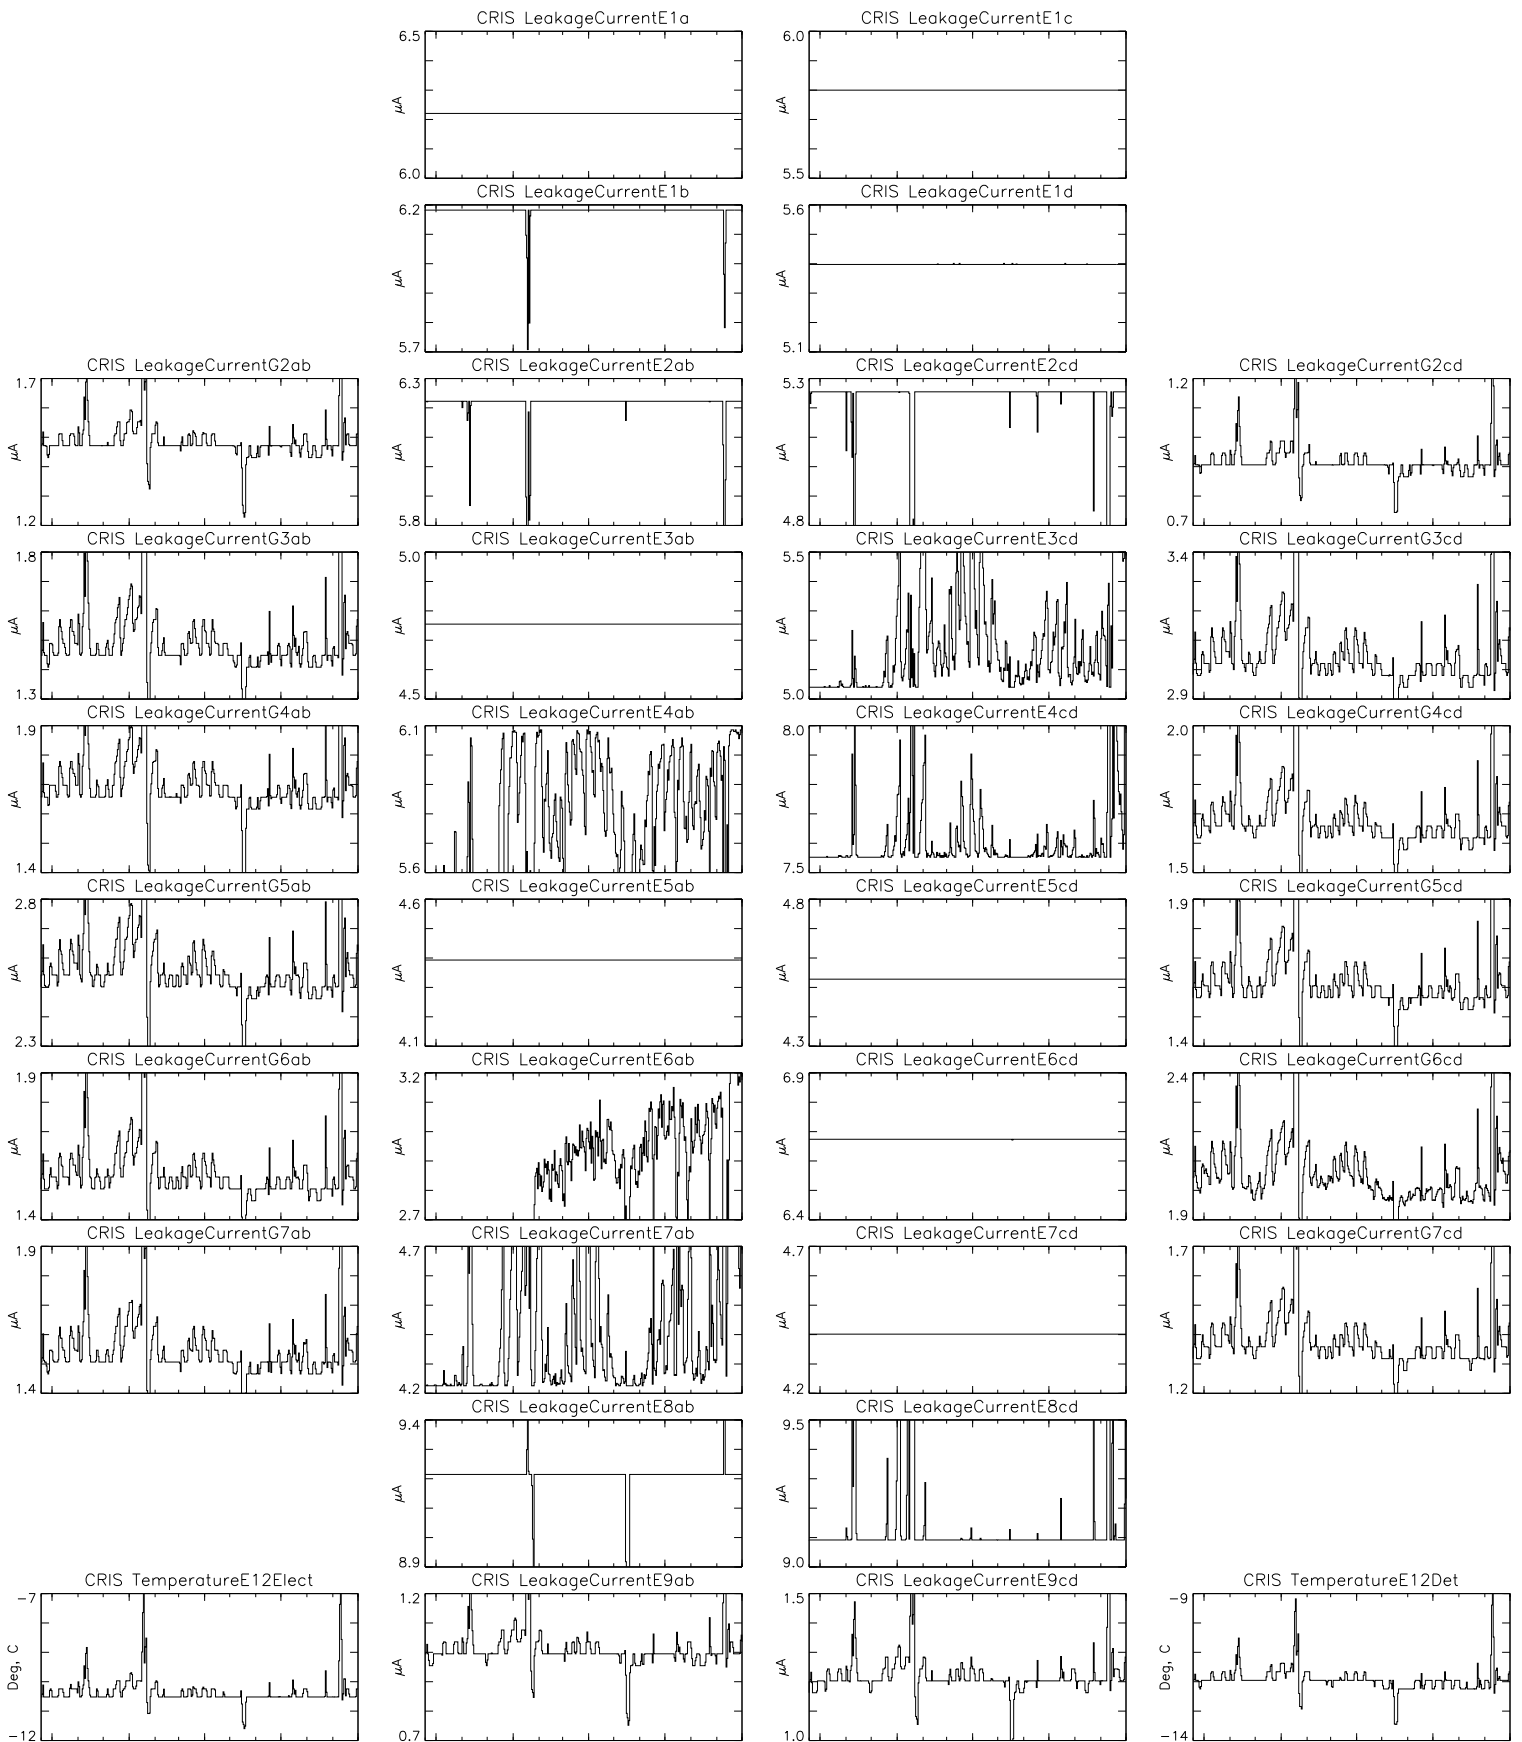 CRIS LeakageCurrentE1a
6.5
μA
6.0
CRIS LeakageCurrentE1c
6.0
μA
5.5
CRIS LeakageCurrentE1b
6.2
μA
5.7
CRIS LeakageCurrentE1d
5.6
μA
5.1
CRIS LeakageCurrentG2ab
1.7
μA
1.2
CRIS LeakageCurrentE2ab
6.3
μA
5.8
CRIS LeakageCurrentE2cd
5.3
μA
4.8
CRIS LeakageCurrentG2cd
1.2
μA
0.7
CRIS LeakageCurrentG3ab
1.8
μA
1.3
CRIS LeakageCurrentE3ab
5.0
μA
4.5
CRIS LeakageCurrentE3cd
5.5
μA
5.0
CRIS LeakageCurrentG3cd
3.4
μA
2.9
CRIS LeakageCurrentG4ab
1.9
μA
1.4
CRIS LeakageCurrentE4ab
6.1
μA
5.6
CRIS LeakageCurrentE4cd
8.0
μA
7.5
CRIS LeakageCurrentG4cd
2.0
μA
1.5
CRIS LeakageCurrentG5ab
2.8
μA
2.3
CRIS LeakageCurrentE5ab
4.6
μA
4.1
CRIS LeakageCurrentE5cd
4.8
μA
4.3
CRIS LeakageCurrentG5cd
1.9
μA
1.4
CRIS LeakageCurrentG6ab
1.9
μA
1.4
CRIS LeakageCurrentE6ab
3.2
μA
2.7
CRIS LeakageCurrentE6cd
6.9
μA
6.4
CRIS LeakageCurrentG6cd
2.4
μA
1.9
CRIS LeakageCurrentG7ab
1.9
μA
1.4
CRIS LeakageCurrentE7ab
4.7
μA
4.2
CRIS LeakageCurrentE7cd
4.7
μA
4.2
CRIS LeakageCurrentG7cd
1.7
μA
1.2
CRIS LeakageCurrentE8ab
9.4
μA
8.9
CRIS LeakageCurrentE8cd
9.5
μA
9.0
CRIS TemperatureE12Elect
−7
Deg, C
−12
CRIS LeakageCurrentE9ab
1.2
μA
0.7
CRIS LeakageCurrentE9cd
1.5
μA
1.0
CRIS TemperatureE12Det
−9
Deg, C
−14